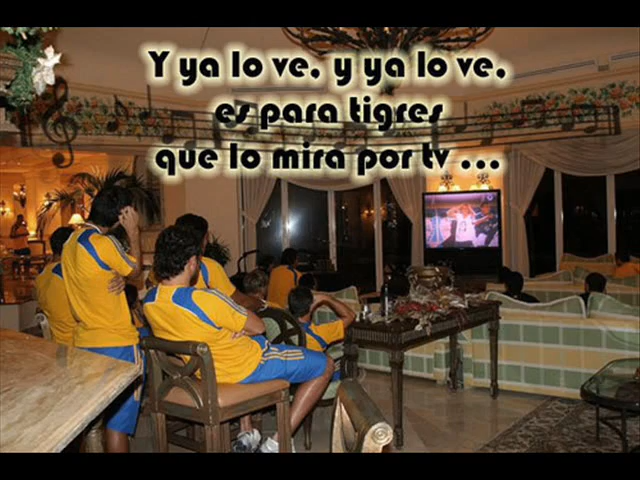 Y ya lo ve, y ya lo ve,
es para tigres
que lo mira por tv ...